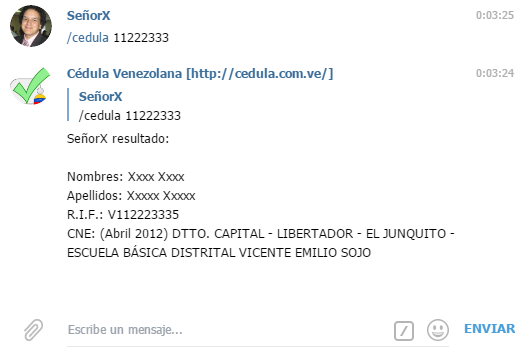 SeñorX 0:03:25
/cedula 11222333
Cédula Venezolana [http://cedula.com.ve/] 0:03:24
SeñorX
/cedula 11222333
SeñorX resultado:
Nombres: Xxxx Xxxx
Apellidos: Xxxxx Xxxxx
R.I.F.: V112223335
CNE: (Abril 2012) DTTO. CAPITAL - LIBERTADOR - EL JUNQUITO -
ESCUELA BÁSICA DISTRITAL VICENTE EMILIO SOJO
Escribe un mensaje... / ENVIAR